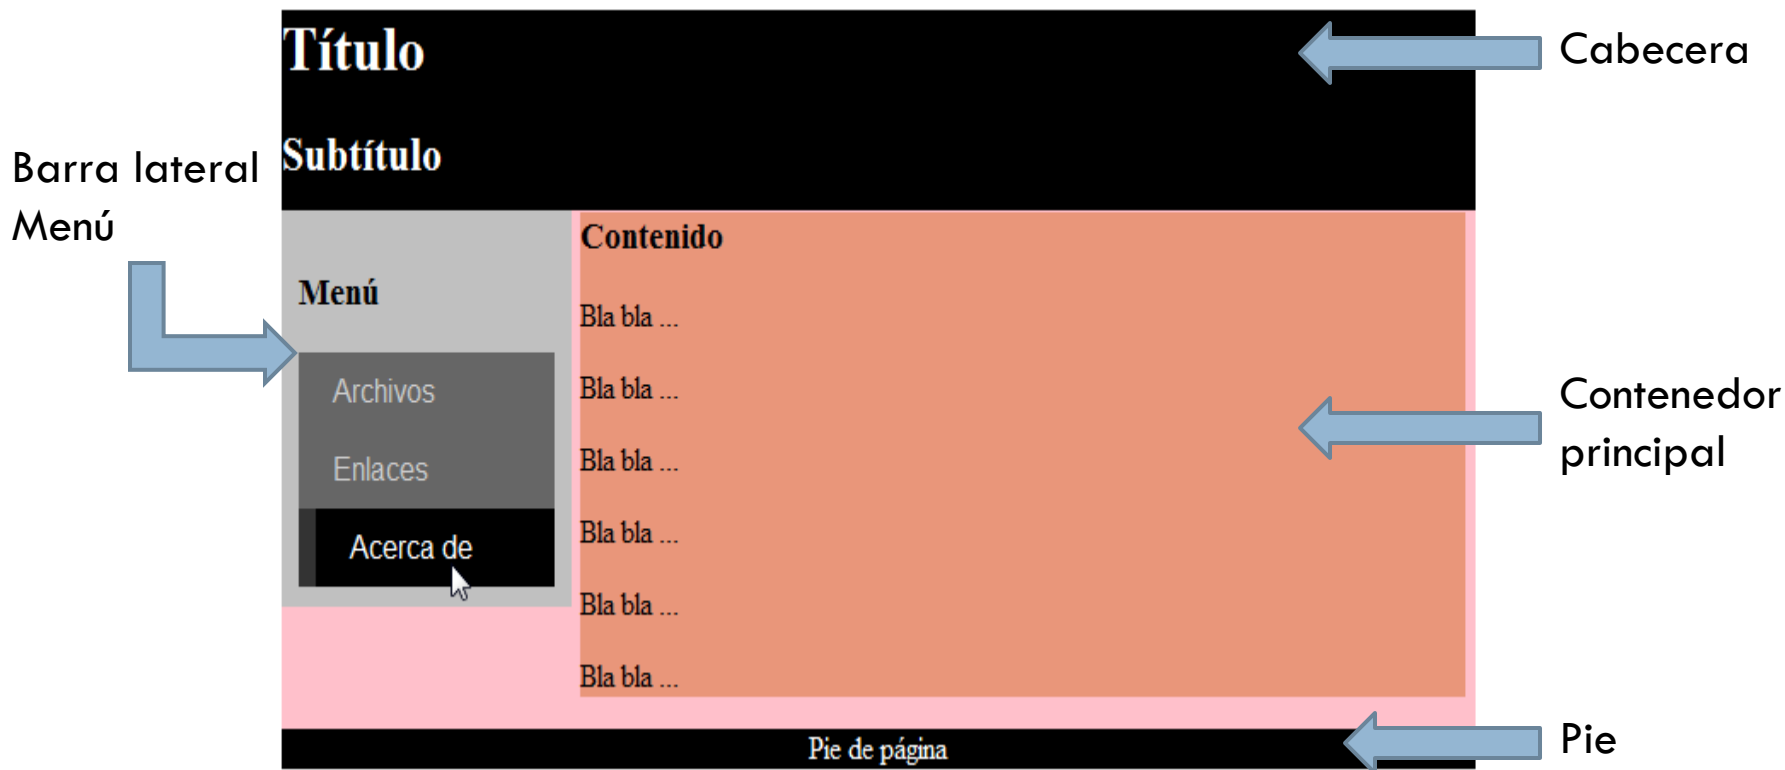 Título
Cabecera
Subtítulo
Barra lateral
Menú
Contenido
Menú
Bla bla ...
Archivos
Bla bla ...
Contenedor
principal
Enlaces
Bla bla ...
Acerca de
Bla bla ...
Bla bla ...
Bla bla ...
Pie de página
Pie